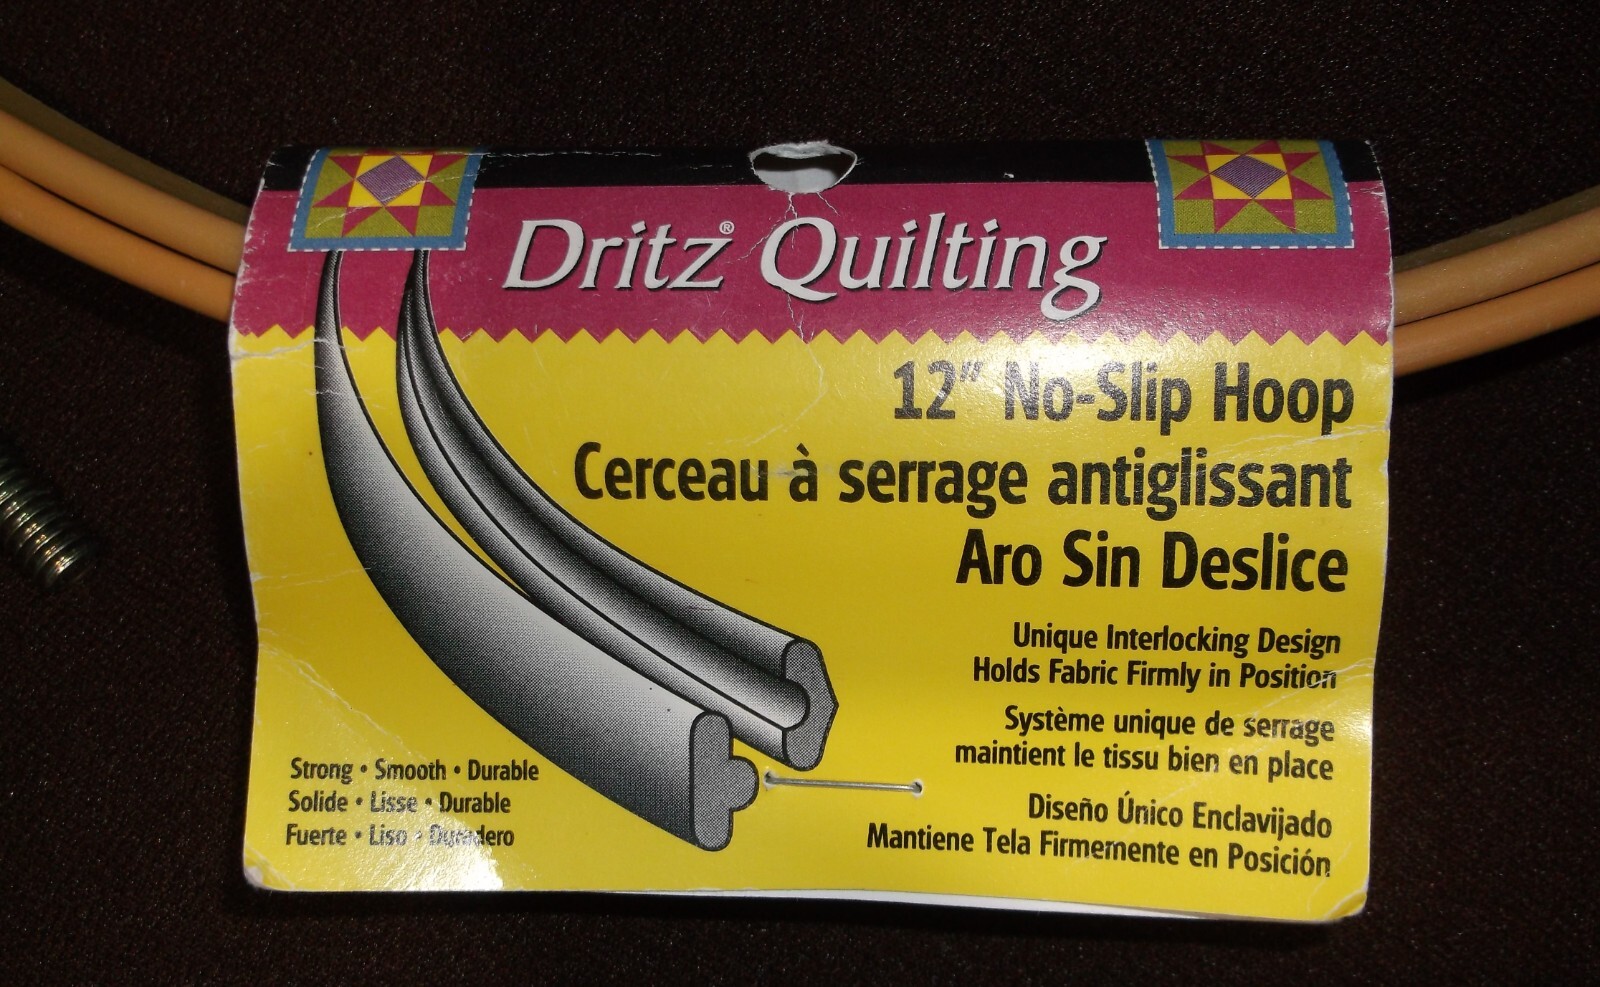 Dritz® Quilting
12" No-Slip Hoop
Cerceau à serrage antiglissant
Aro Sin Deslice
Unique Interlocking Design
Holds Fabric Firmly in Position
Système unique de serrage
maintient le tissu bien en place
Diseño Único Enclavijado
Mantiene Tela Firmemente en Posición
Strong • Smooth • Durable
Solide • Lisse • Durable
Fuerte • Liso • Duradero